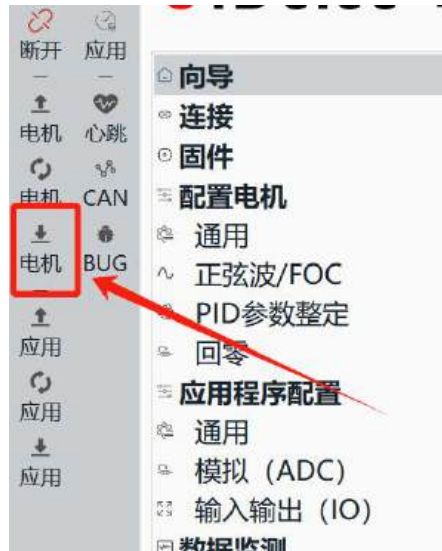 断开 应用
电机 心跳
电机 CAN
电机 BUG
应用
应用
应用
向导
连接
固件
配置电机
通用
正弦波/FOC
PID参数整定
回零
应用程序配置
通用
模拟（ADC）
输入输出（IO）
数据监测